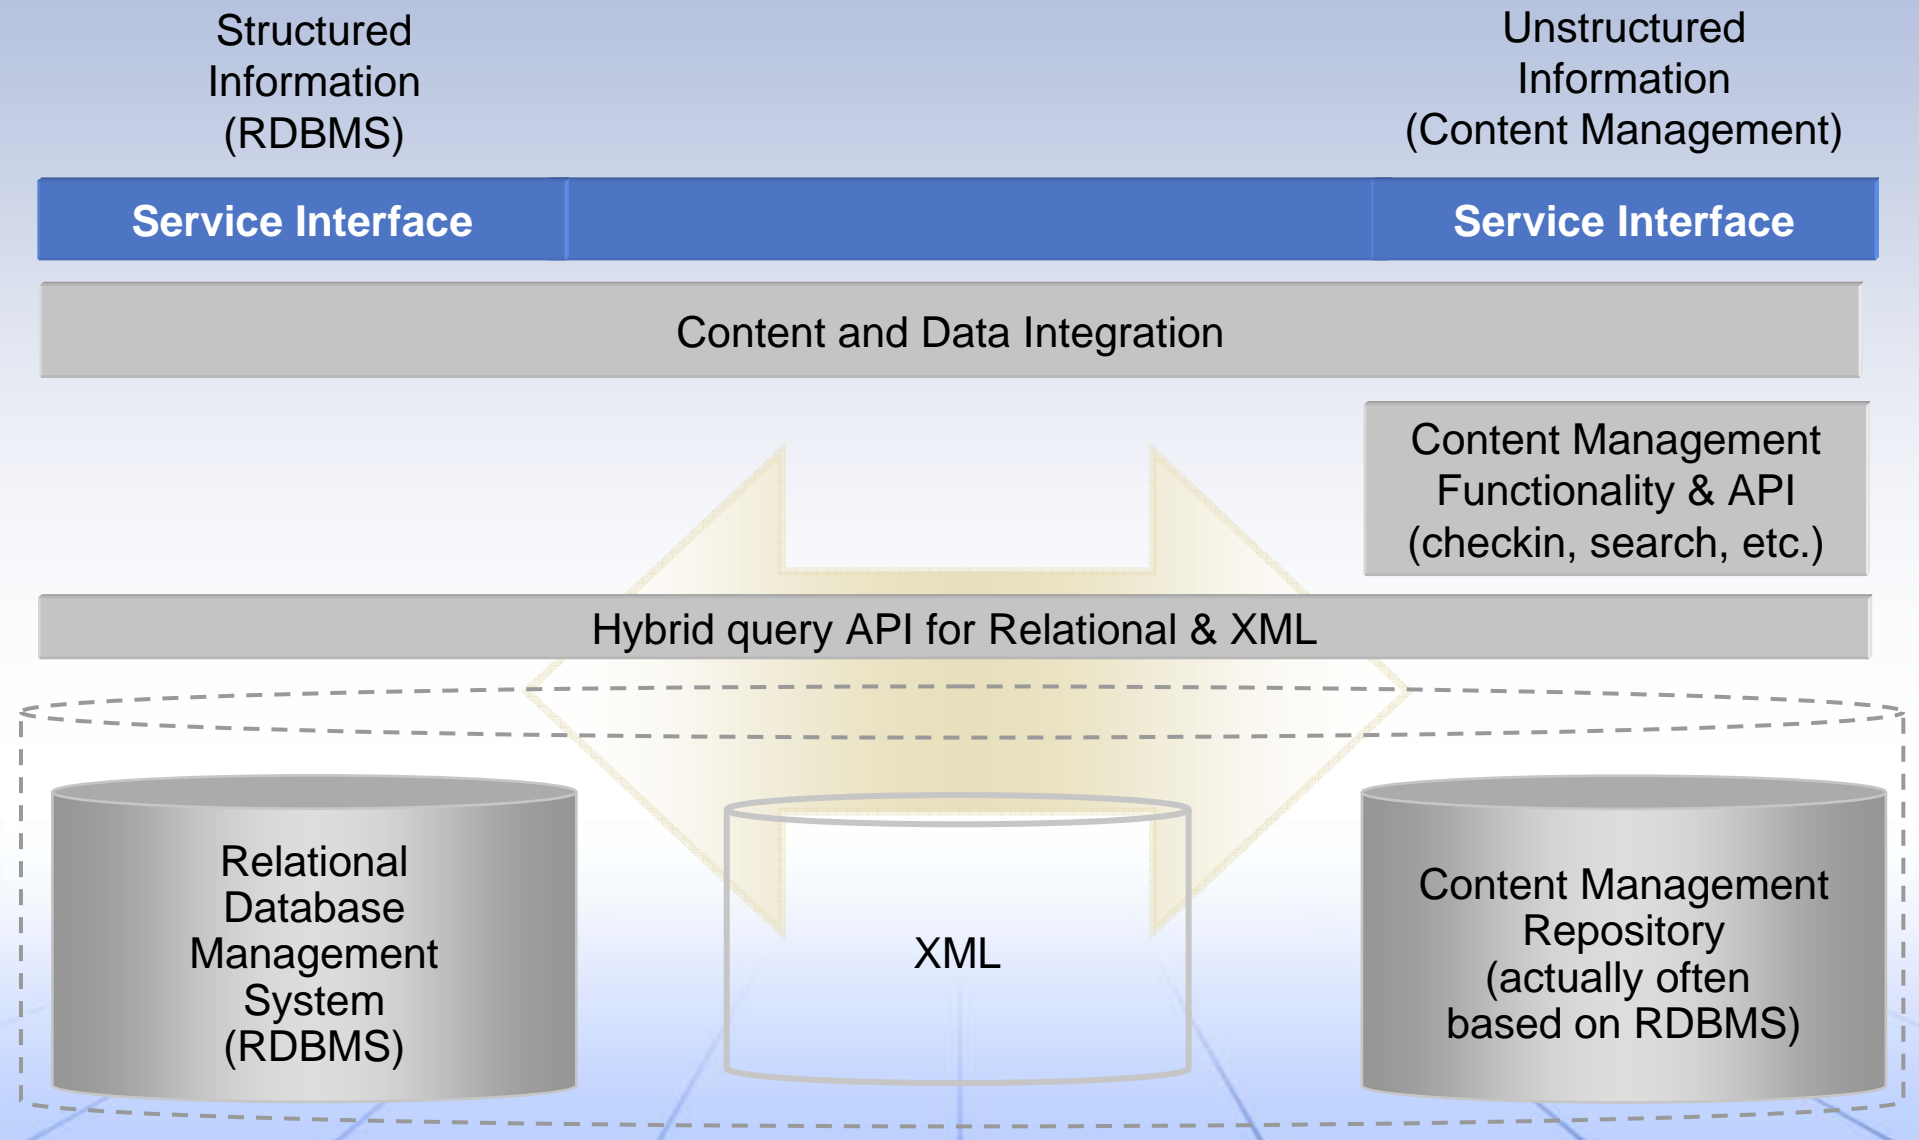 Structured
Information
(RDBMS)
Unstructured
Information
(Content Management)
Service Interface
Service Interface
Content and Data Integration
Content Management
Functionality & API
(checkin, search, etc.)
Hybrid query API for Relational & XML
Relational
Database
Management
System
(RDBMS)
XML
Content Management
Repository
(actually often
based on RDBMS)